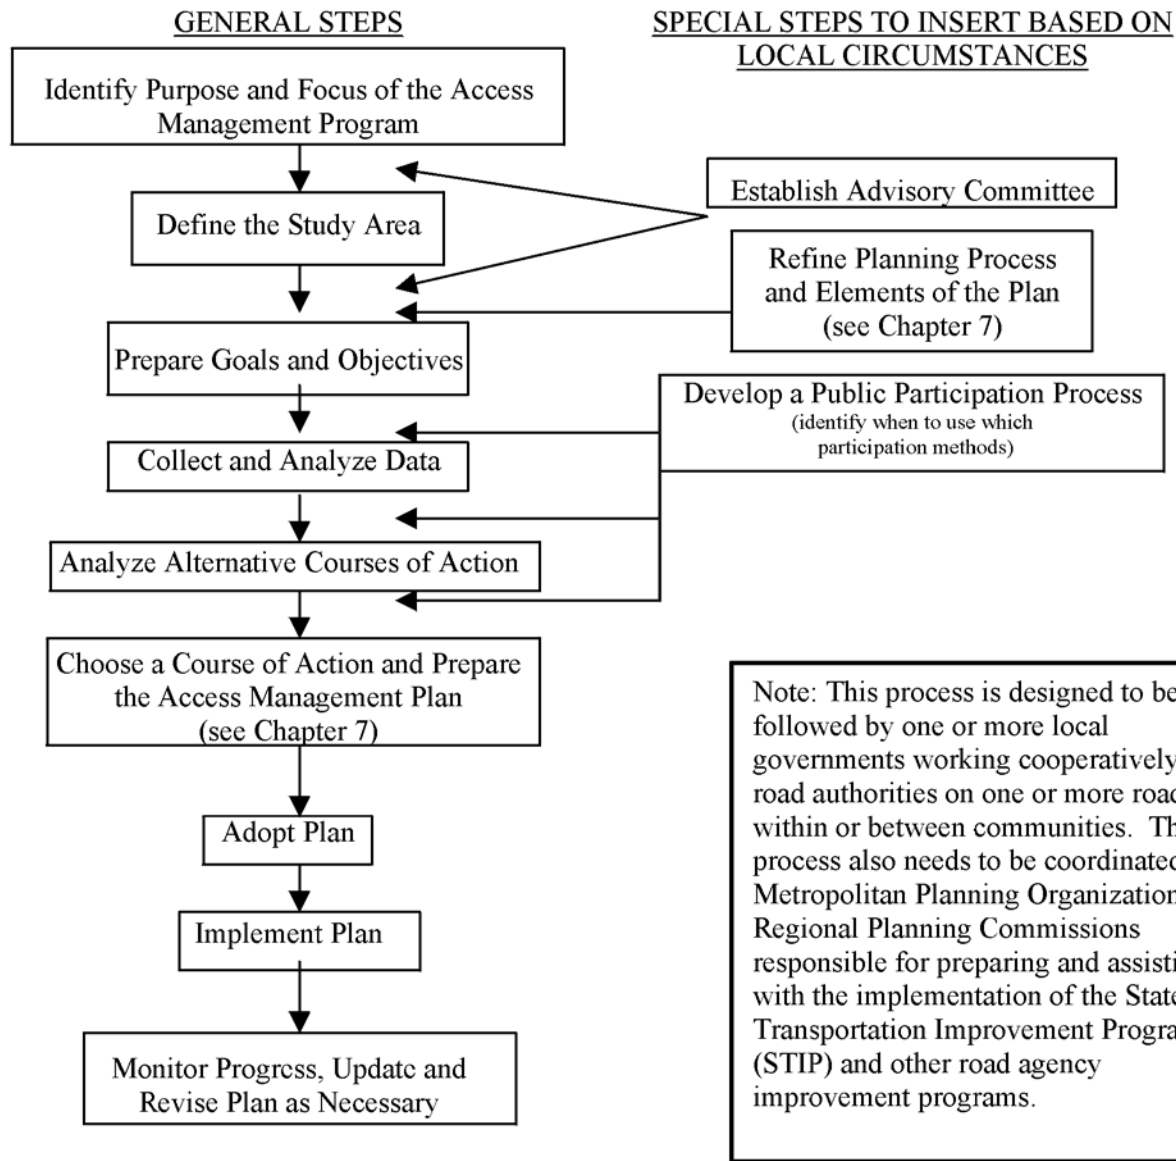 GENERAL STEPS
SPECIAL STEPS TO INSERT BASED ON
LOCAL CIRCUMSTANCES
Identify Purpose and Focus of the Access
Management Program
Establish Advisory Committee
Define the Study Area
Refine Planning Process
and Elements of the Plan
(see Chapter 7)
Prepare Goals and Objectives
Develop a Public Participation Process
(identify when to use which
participation methods)
Collect and Analyze Data
Analyze Alternative Courses of Action
Choose a Course of Action and Prepare
the Access Management Plan
(see Chapter 7)
Adopt Plan
Implement Plan
Monitor Progress, Update and
Revise Plan as Necessary
Note: This process is designed to be
followed by one or more local
governments working cooperatively
road authorities on one or more road
within or between communities. Th
process also needs to be coordinated
Metropolitan Planning Organization
Regional Planning Commissions
responsible for preparing and assisti
with the implementation of the State
Transportation Improvement Progra
(STIP) and other road agency
improvement programs.